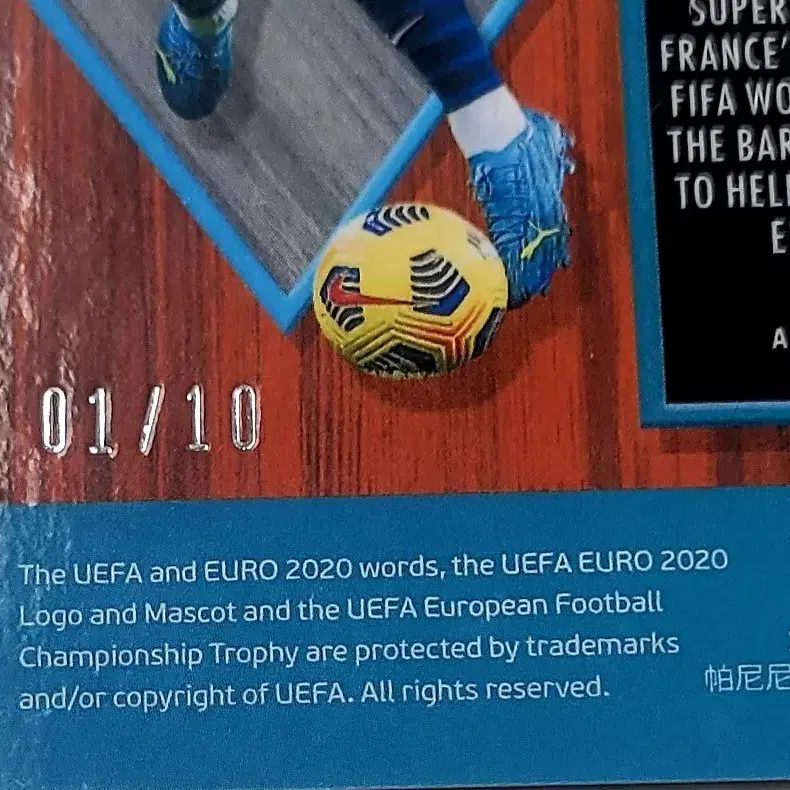 SUPER
FRANCE'
FIFA WO
THE BAR
TO HEL
E
A
01/10
The UEFA and EURO 2020 words, the UEFA EURO 2020
Logo and Mascot and the UEFA European Football
Championship Trophy are protected by trademarks
and/or copyright of UEFA. All rights reserved.
帕尼尼